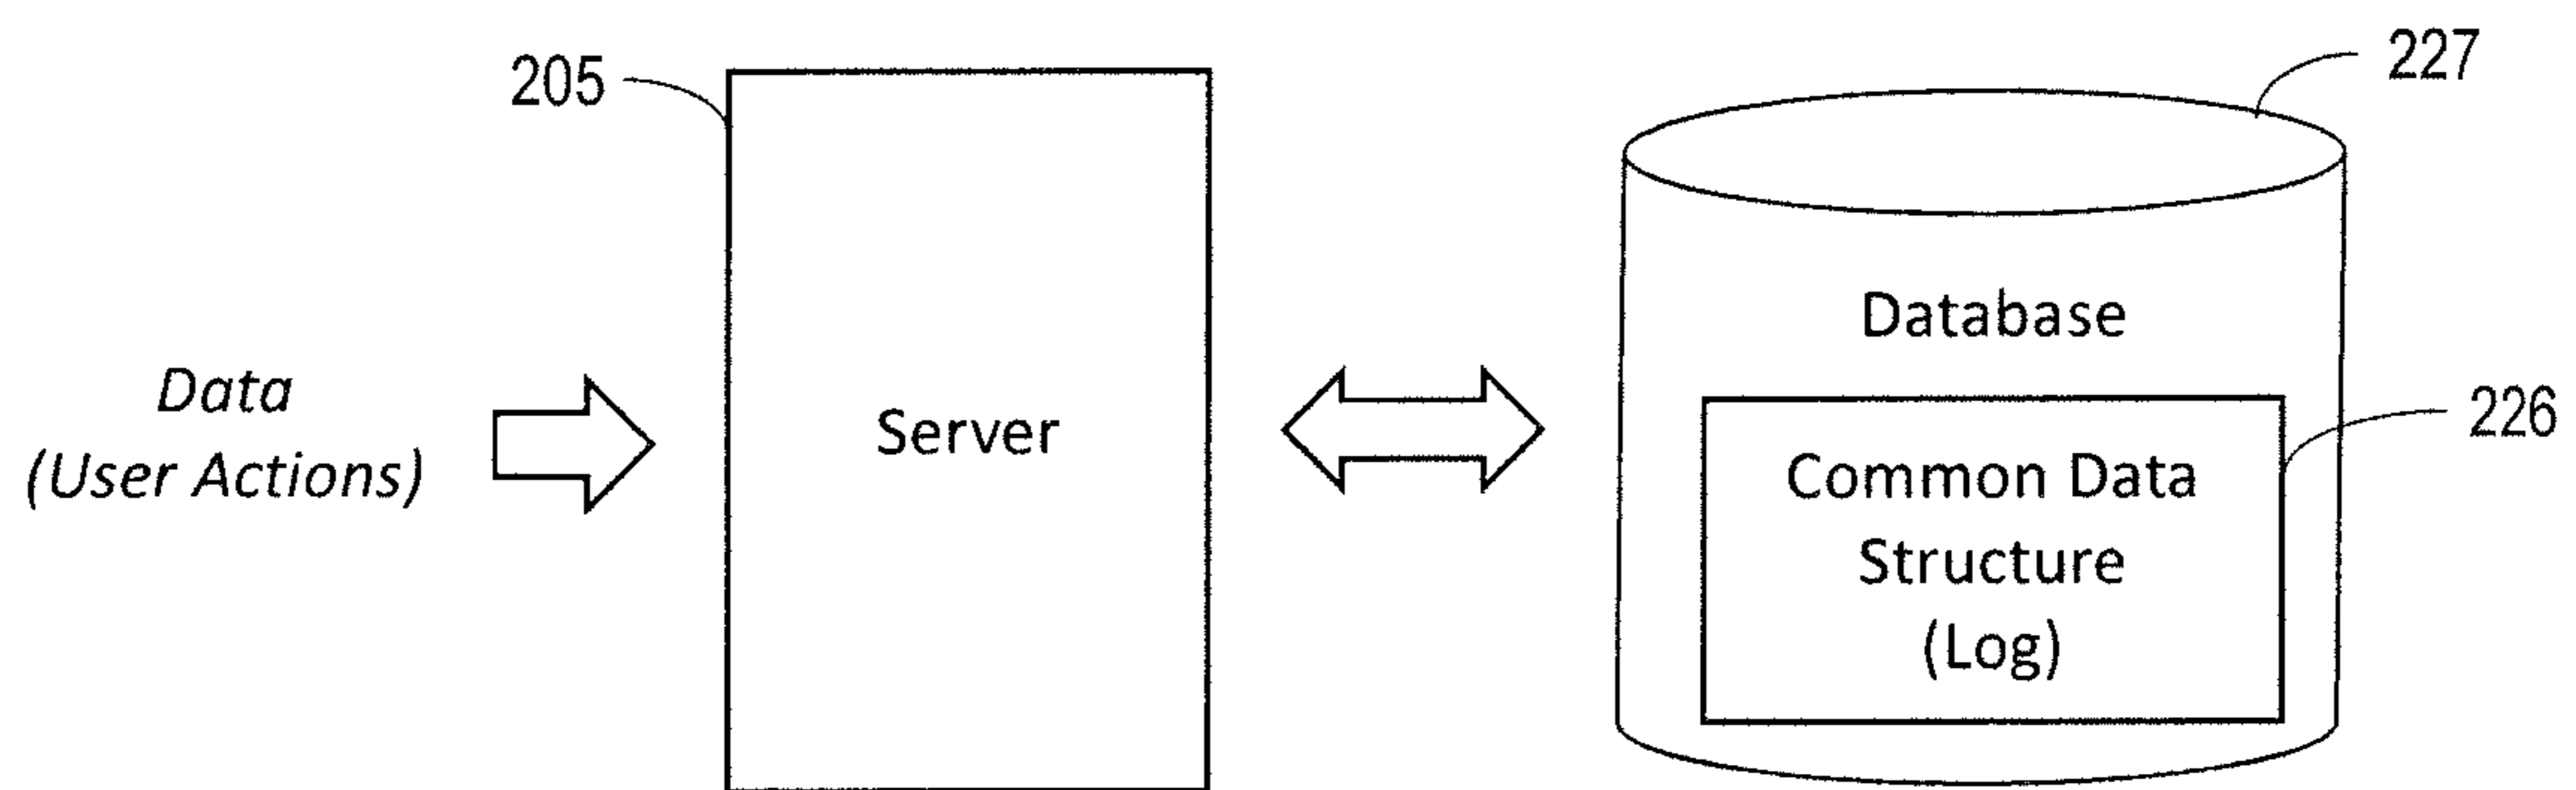 205
227
Database
Data
(User Actions)
Server
226
Common Data
Structure
(Log)